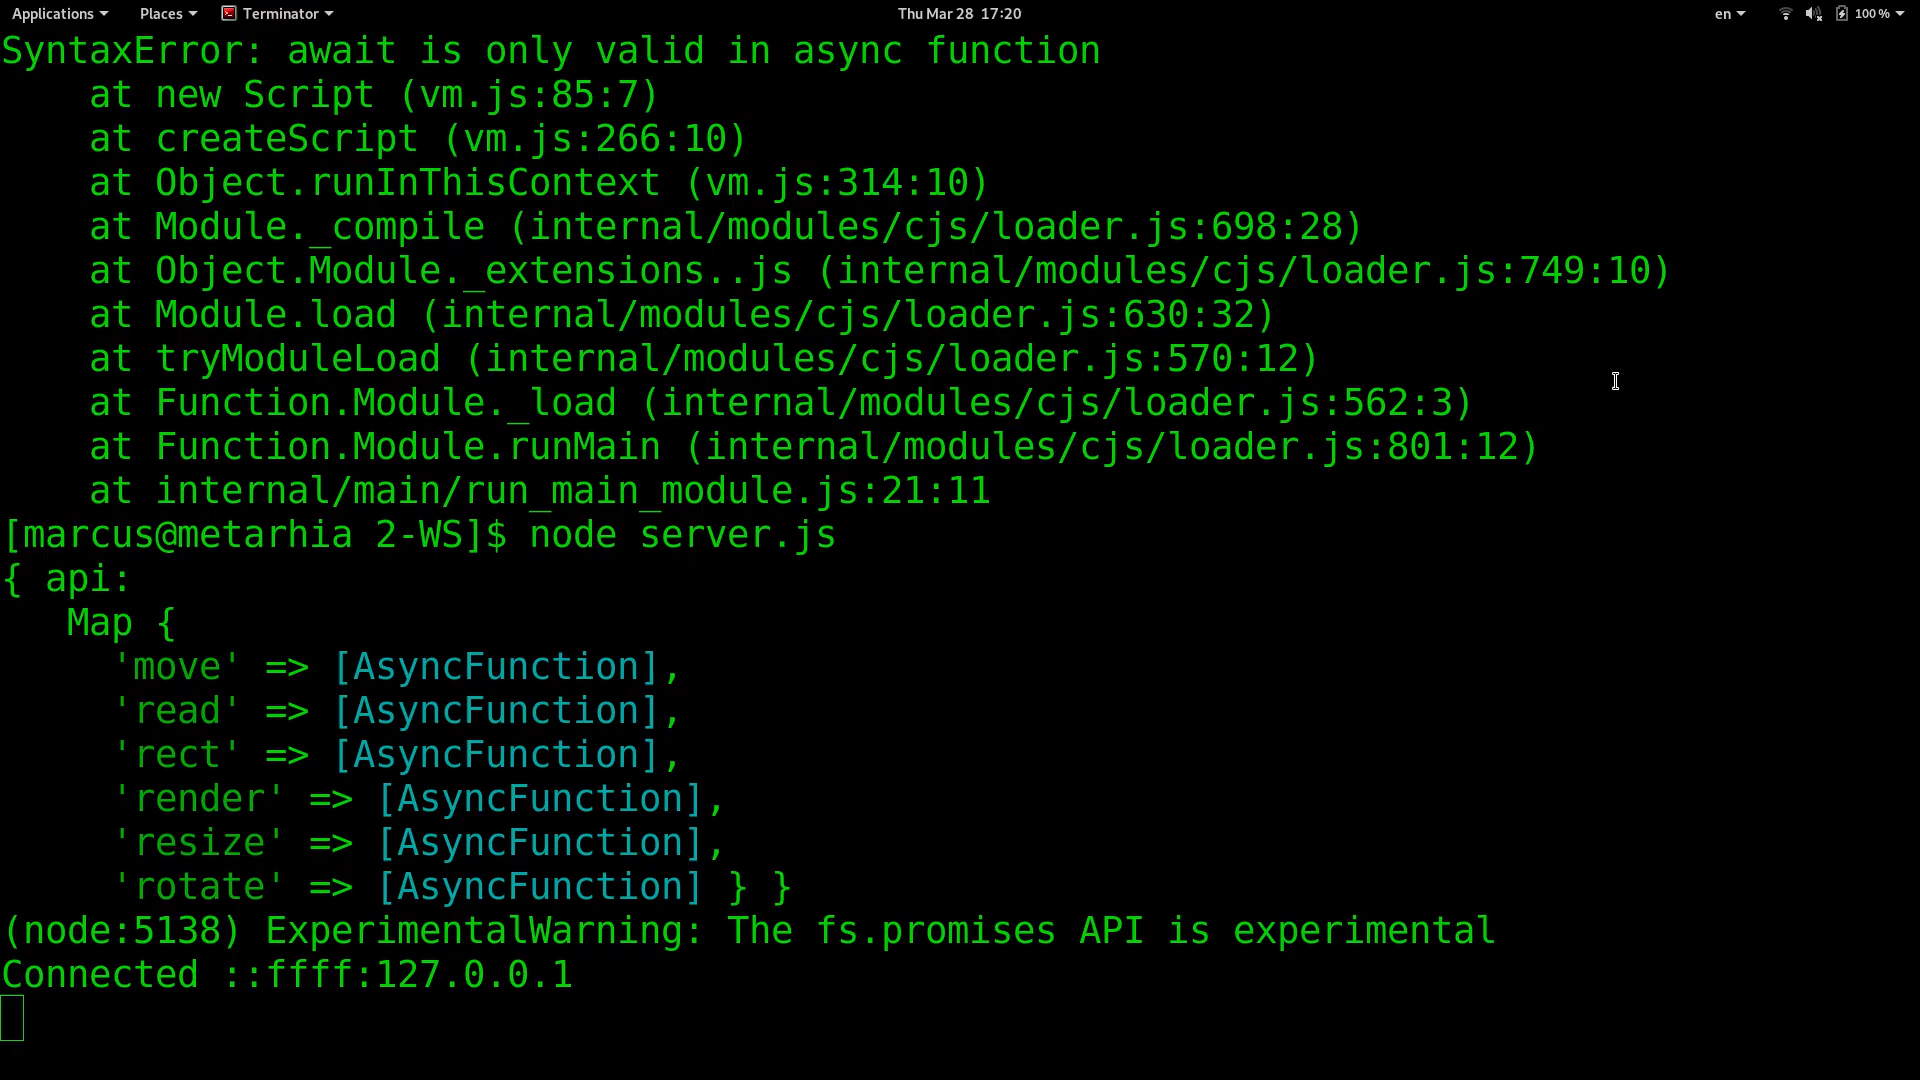 Applications Places Terminator Thu Mar 28 17:20 en 100 %
SyntaxError: await is only valid in async function
    at new Script (vm.js:85:7)
    at createScript (vm.js:266:10)
    at Object.runInThisContext (vm.js:314:10)
    at Module._compile (internal/modules/cjs/loader.js:698:28)
    at Object.Module._extensions..js (internal/modules/cjs/loader.js:749:10)
    at Module.load (internal/modules/cjs/loader.js:630:32)
    at tryModuleLoad (internal/modules/cjs/loader.js:570:12)
    at Function.Module._load (internal/modules/cjs/loader.js:562:3)
    at Function.Module.runMain (internal/modules/cjs/loader.js:801:12)
    at internal/main/run_main_module.js:21:11
[marcus@metarhia 2-WS]$ node server.js
{ api:
   Map {
     'move' => [AsyncFunction],
     'read' => [AsyncFunction],
     'rect' => [AsyncFunction],
     'render' => [AsyncFunction],
     'resize' => [AsyncFunction],
     'rotate' => [AsyncFunction] } }
(node:5138) ExperimentalWarning: The fs.promises API is experimental
Connected ::ffff:127.0.0.1